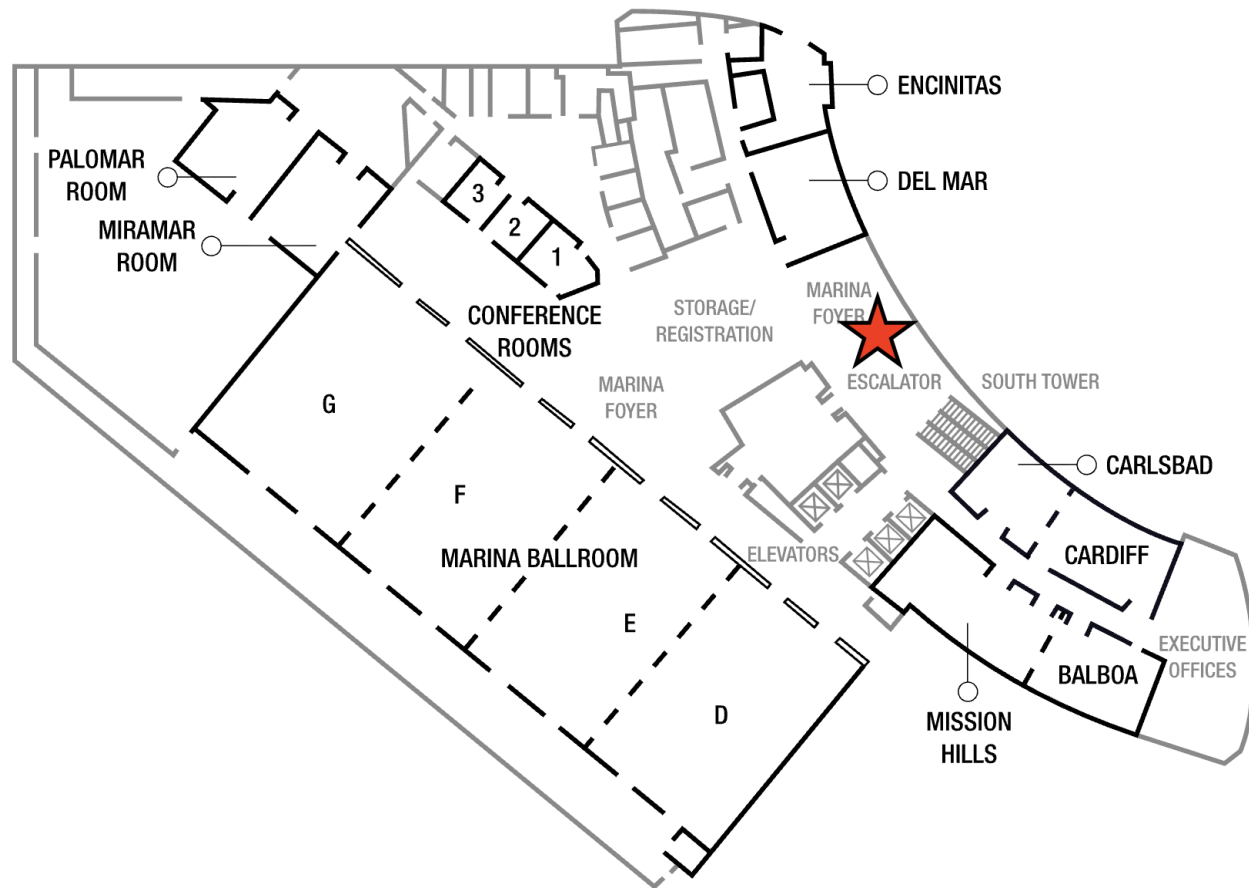 ENCINITAS
PALOMAR
ROOM
DEL MAR
3
2
1
MIRAMAR
ROOM
MARINA
FOYER
STORAGE/
REGISTRATION
CONFERENCE
ROOMS
MARINA
FOYER
ESCALATOR
SOUTH TOWER
G
CARLSBAD
F
MARINA BALLROOM
ELEVATORS
CARDIFF
E
EXECUTIVE
OFFICES
BALBOA
D
MISSION
HILLS